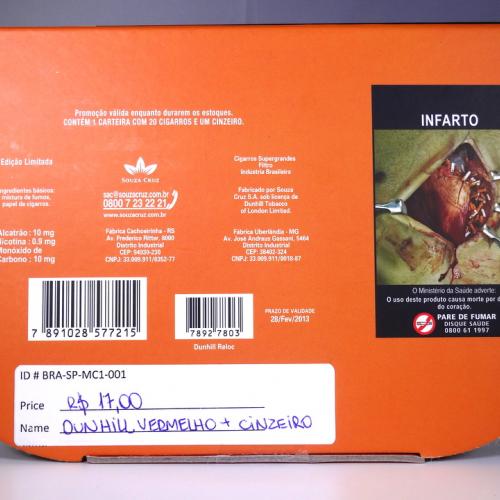 Promoção válida enquanto durarem os estoques.
CONTÉM 1 CARTEIRA COM 20 CIGARROS E UM CINZEIRO.
Edição Limitada
Ingredientes básicos:
mistura de fumos,
papel de cigarros.
Alcatrão: 10 mg
Nicotina: 0.9 mg
Monóxido de
Carbono: 10 mg
SOUZA CRUZ
sac@souzacruz.com.br
0800 7 23 22 21
www.souzacruz.com.br
Fábrica Cachoeirinha - RS
Av. Frederico Ritter, 8000
Distrito Industrial
CEP: 94930-230
CNPJ: 33.009.911/0352-77
Cigarros Supergrandes
Filtro
Indústria Brasileira
Fabricado por Souza
Cruz S.A. sob licença de
Dunhill Tobacco
of London Limited.
Fábrica Uberlândia - MG
Av. José Andraus Gassani, 5464
Distrito Industrial
CEP: 38402-324
CNPJ: 33.009.911/0018-87
7 891028 577215
7892 7803
Dunhill Reloc
PRAZO DE VALIDADE
28/Fev/2013
INFARTO
O Ministério da Saúde adverte:
O uso deste produto causa morte por
do coração.
PARE DE FUMAR
DISQUE SAÚDE
0800 61 1997
ID # BRA-SP-MC1-001
Price R$ 17,00
Name DUNHILL VERMELHO + CINZEIRO